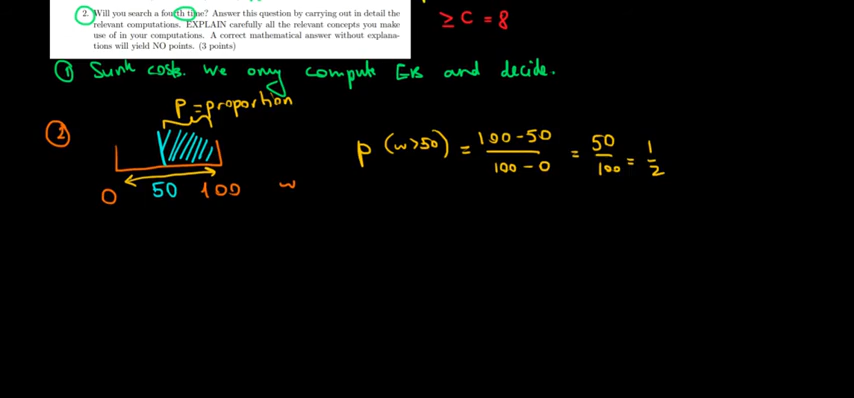 2. Will you search a fourth time? Answer this question by carrying out in detail the
relevant computations. EXPLAIN carefully all the relevant concepts you make
use of in your computations. A correct mathematical answer without explana-
tions will yield NO points. (3 points)
≥ C = 8
① Sunk costs. We only compute EB and decide.
P = proportion
②
0 50 100 w
P (w>50) = \frac{100-50}{100-0} = \frac{50}{100} = \frac{1}{2}